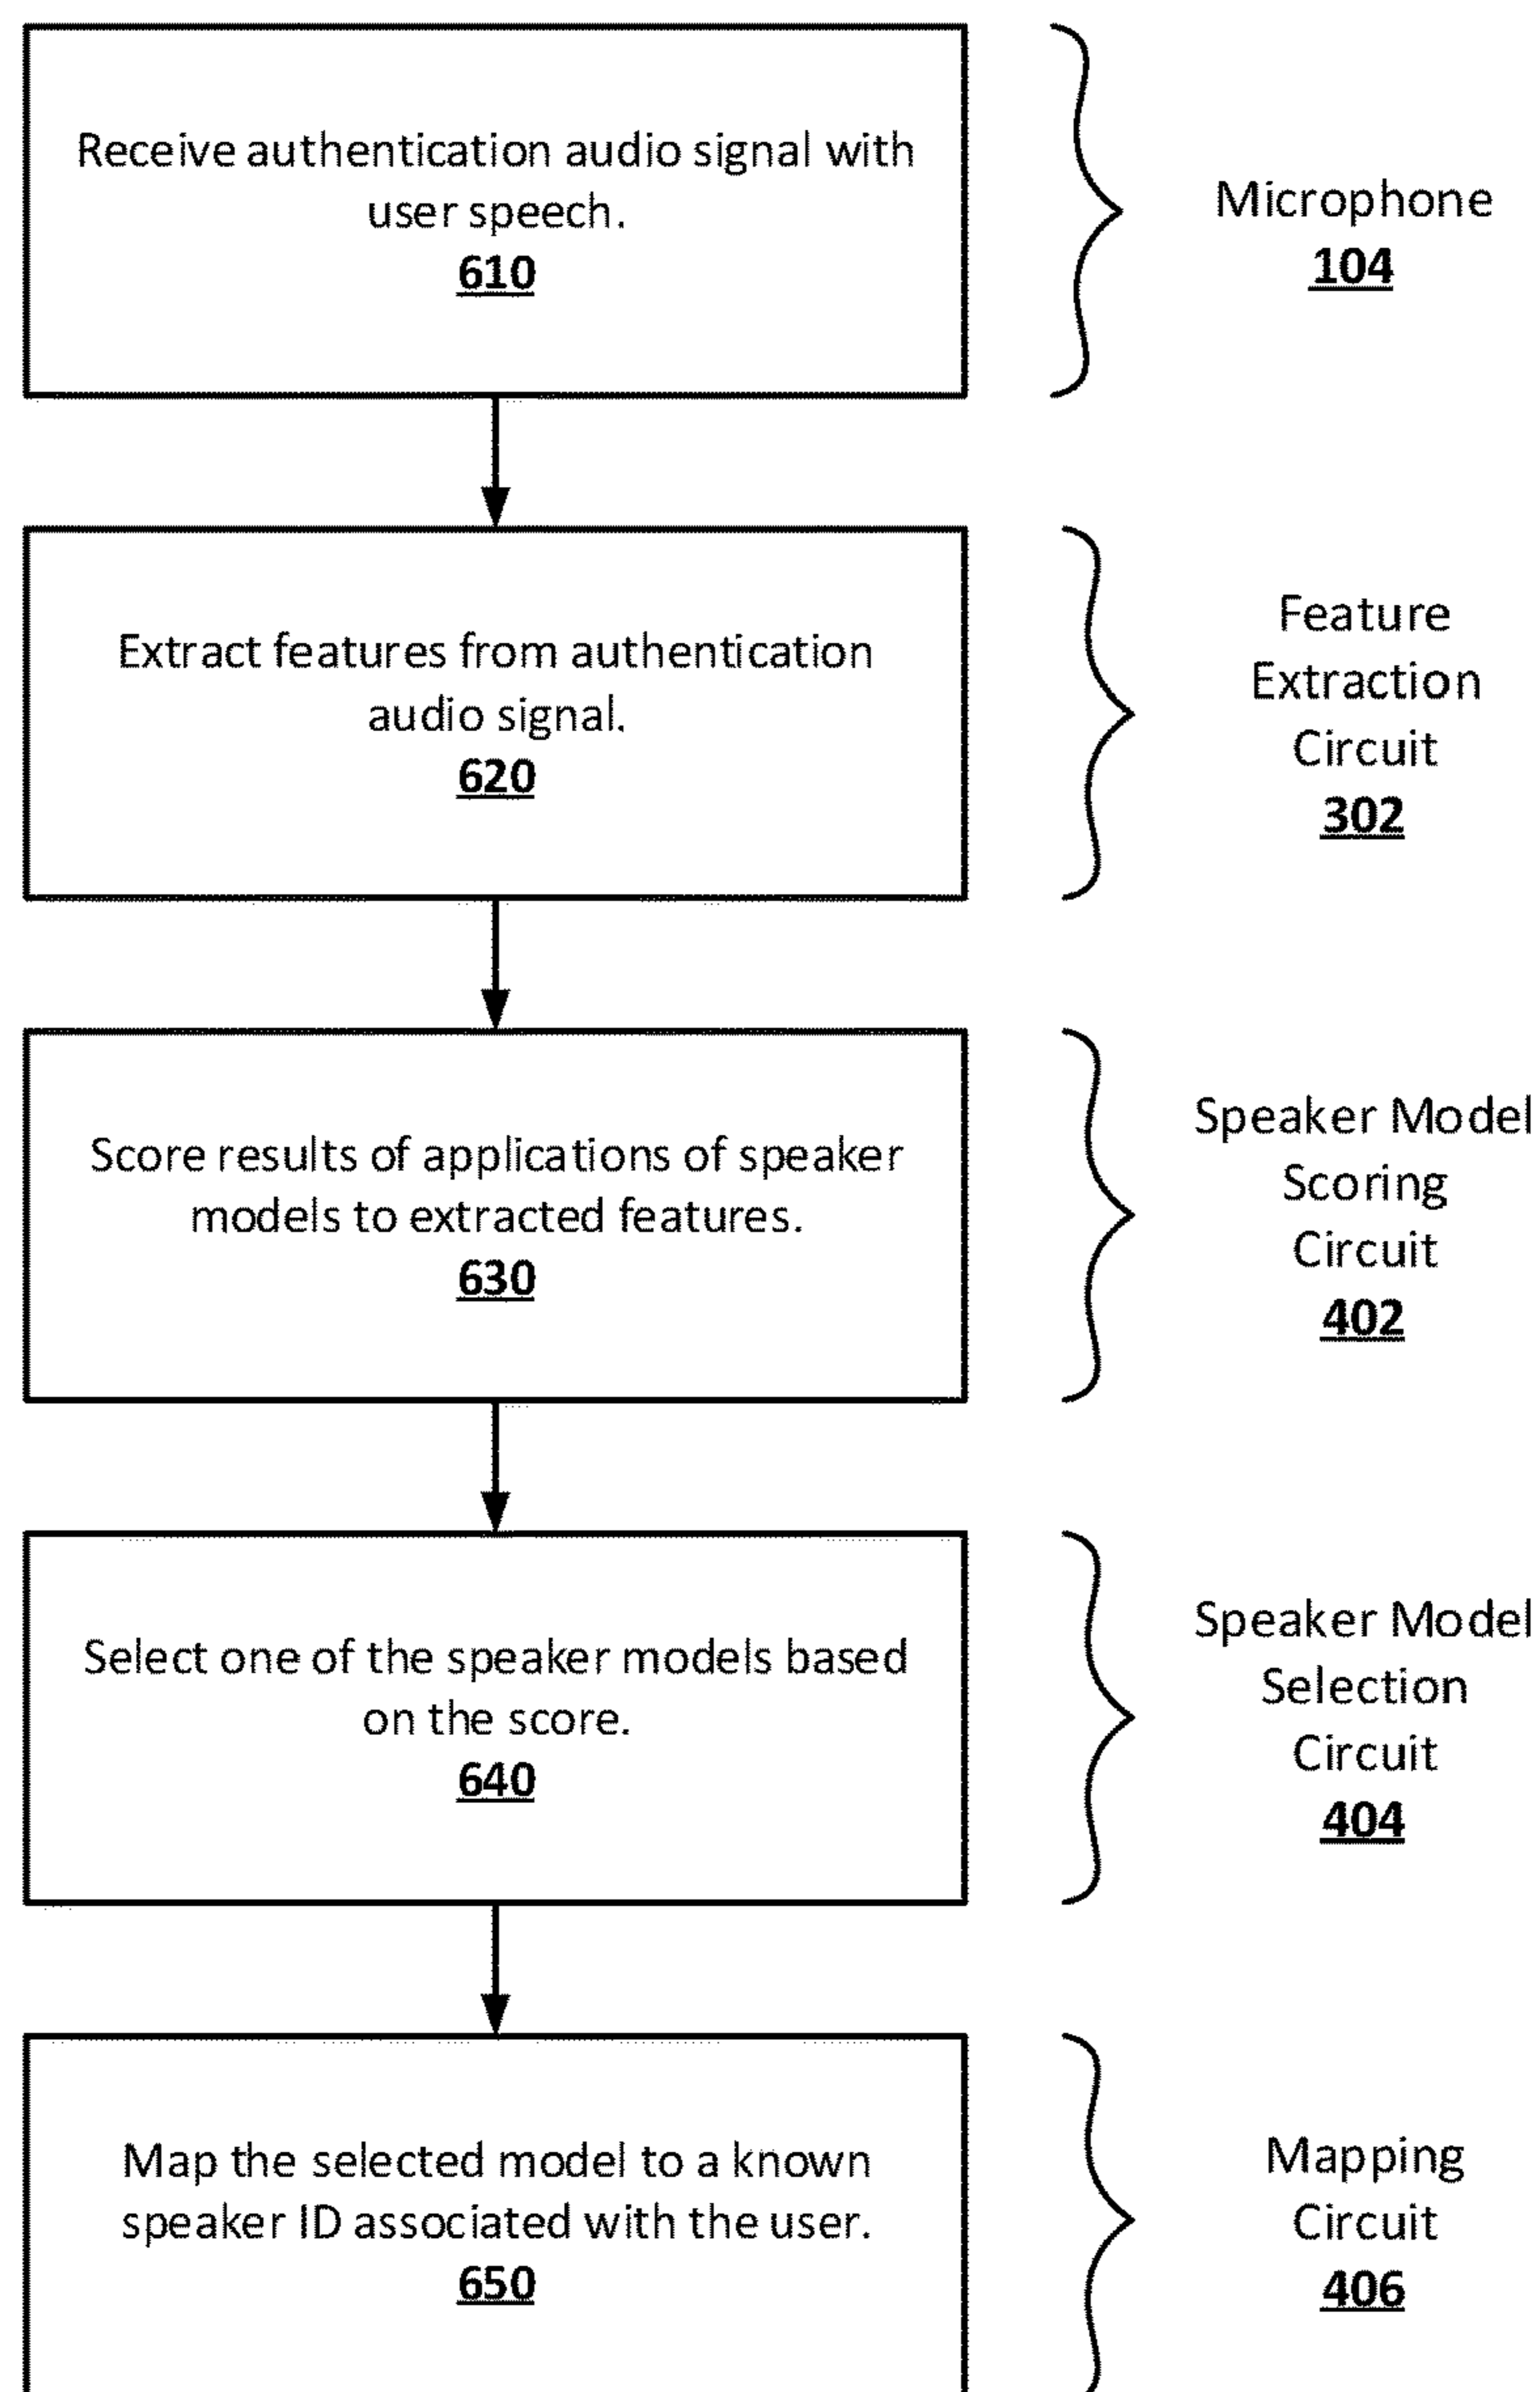 Receive authentication audio signal with
user speech.
610
Microphone
104
Extract features from authentication
audio signal.
620
Feature
Extraction
Circuit
302
Score results of applications of speaker
models to extracted features.
630
Speaker Model
Scoring
Circuit
402
Select one of the speaker models based
on the score.
640
Speaker Model
Selection
Circuit
404
Map the selected model to a known
speaker ID associated with the user.
650
Mapping
Circuit
406